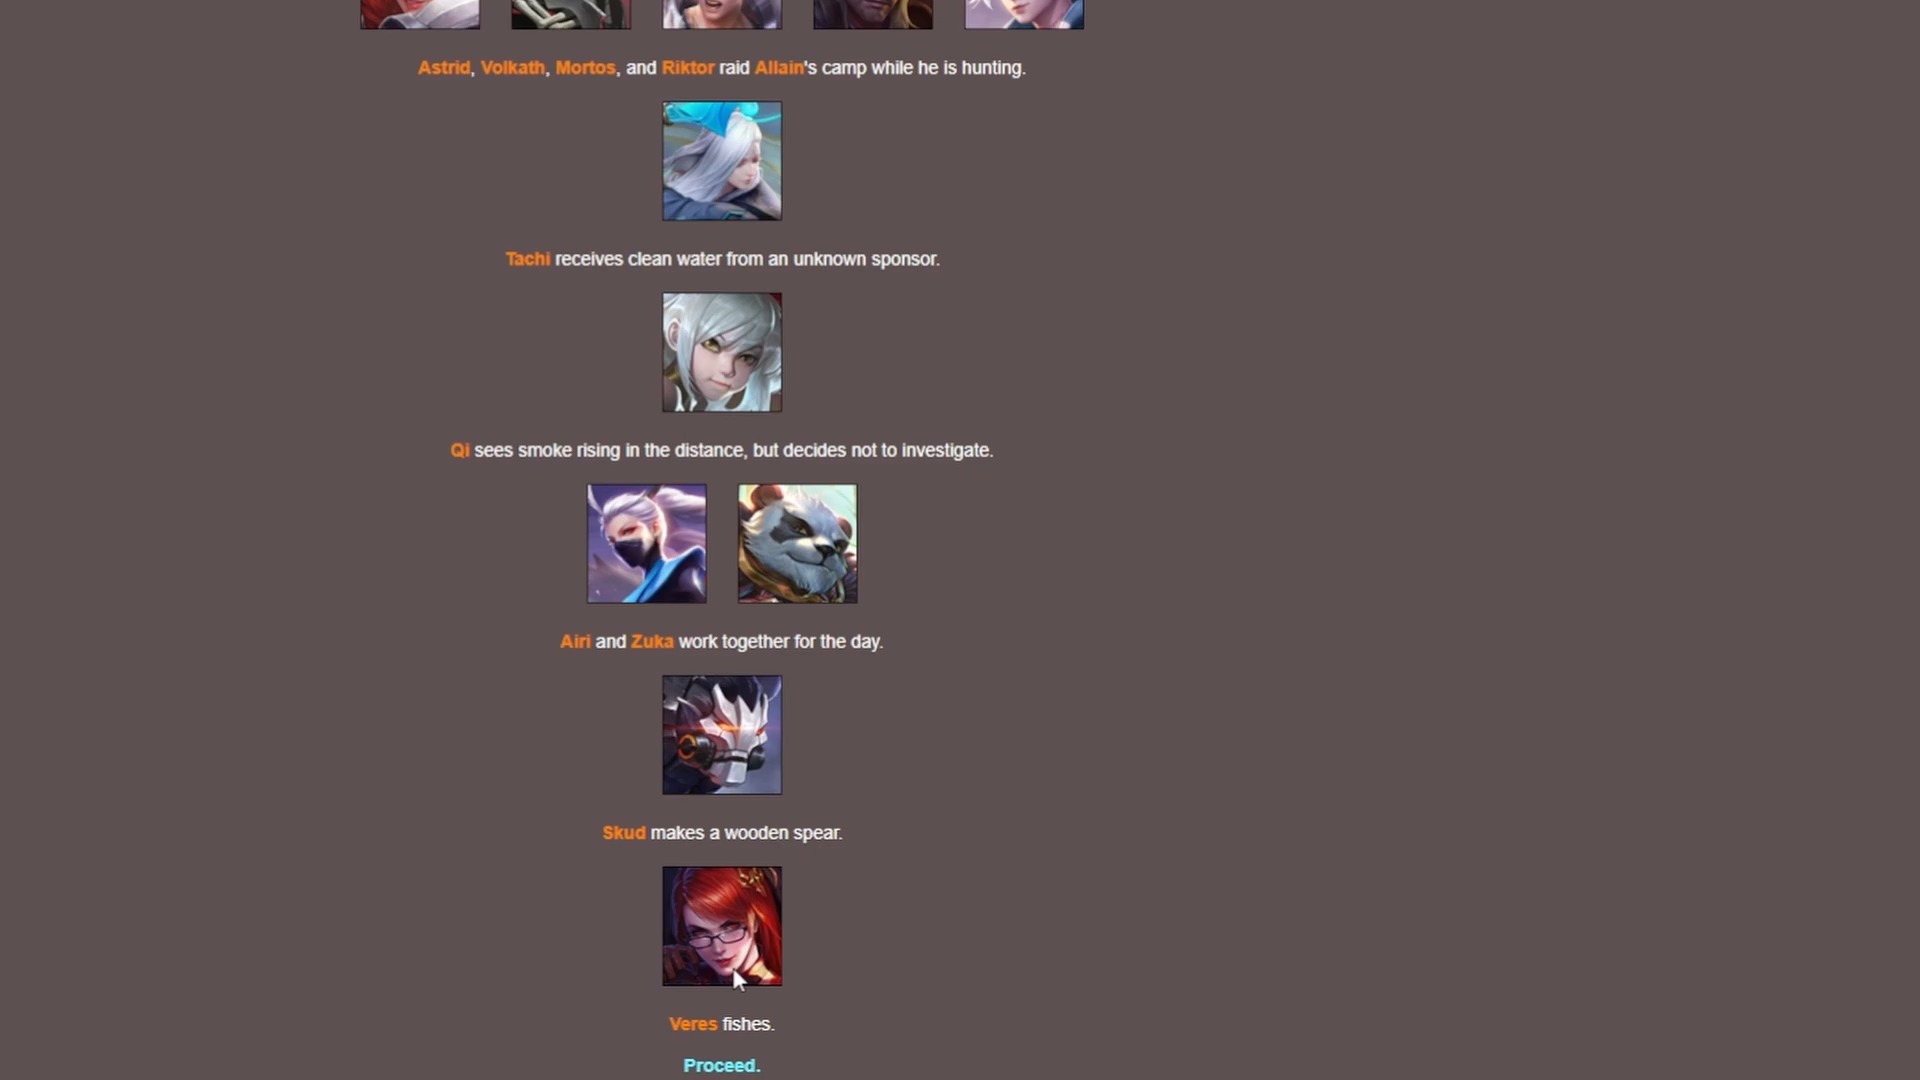 Astrid, Volkath, Mortos, and Riktor raid Allain's camp while he is hunting.
Tachi receives clean water from an unknown sponsor.
Qi sees smoke rising in the distance, but decides not to investigate.
Airi and Zuka work together for the day.
Skud makes a wooden spear.
Veres fishes.
Proceed.